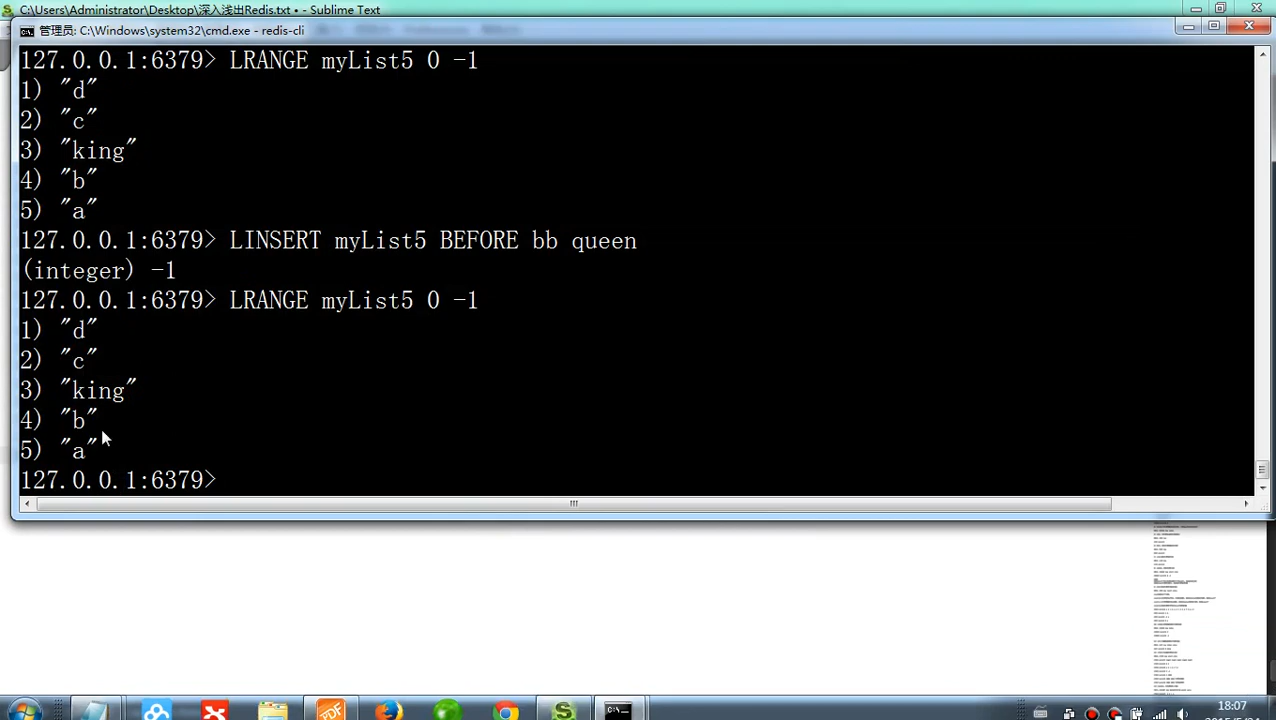 C:\Users\Administrator\Desktop\深入浅出Redis.txt • - Sublime Text
管理员: C:\Windows\system32\cmd.exe - redis-cli
127.0.0.1:6379> LRANGE myList5 0 -1
1) "d"
2) "c"
3) "king"
4) "b"
5) "a"
127.0.0.1:6379> LINSERT myList5 BEFORE bb queen
(integer) -1
127.0.0.1:6379> LRANGE myList5 0 -1
1) "d"
2) "c"
3) "king"
4) "b"
5) "a"
127.0.0.1:6379>
18:07